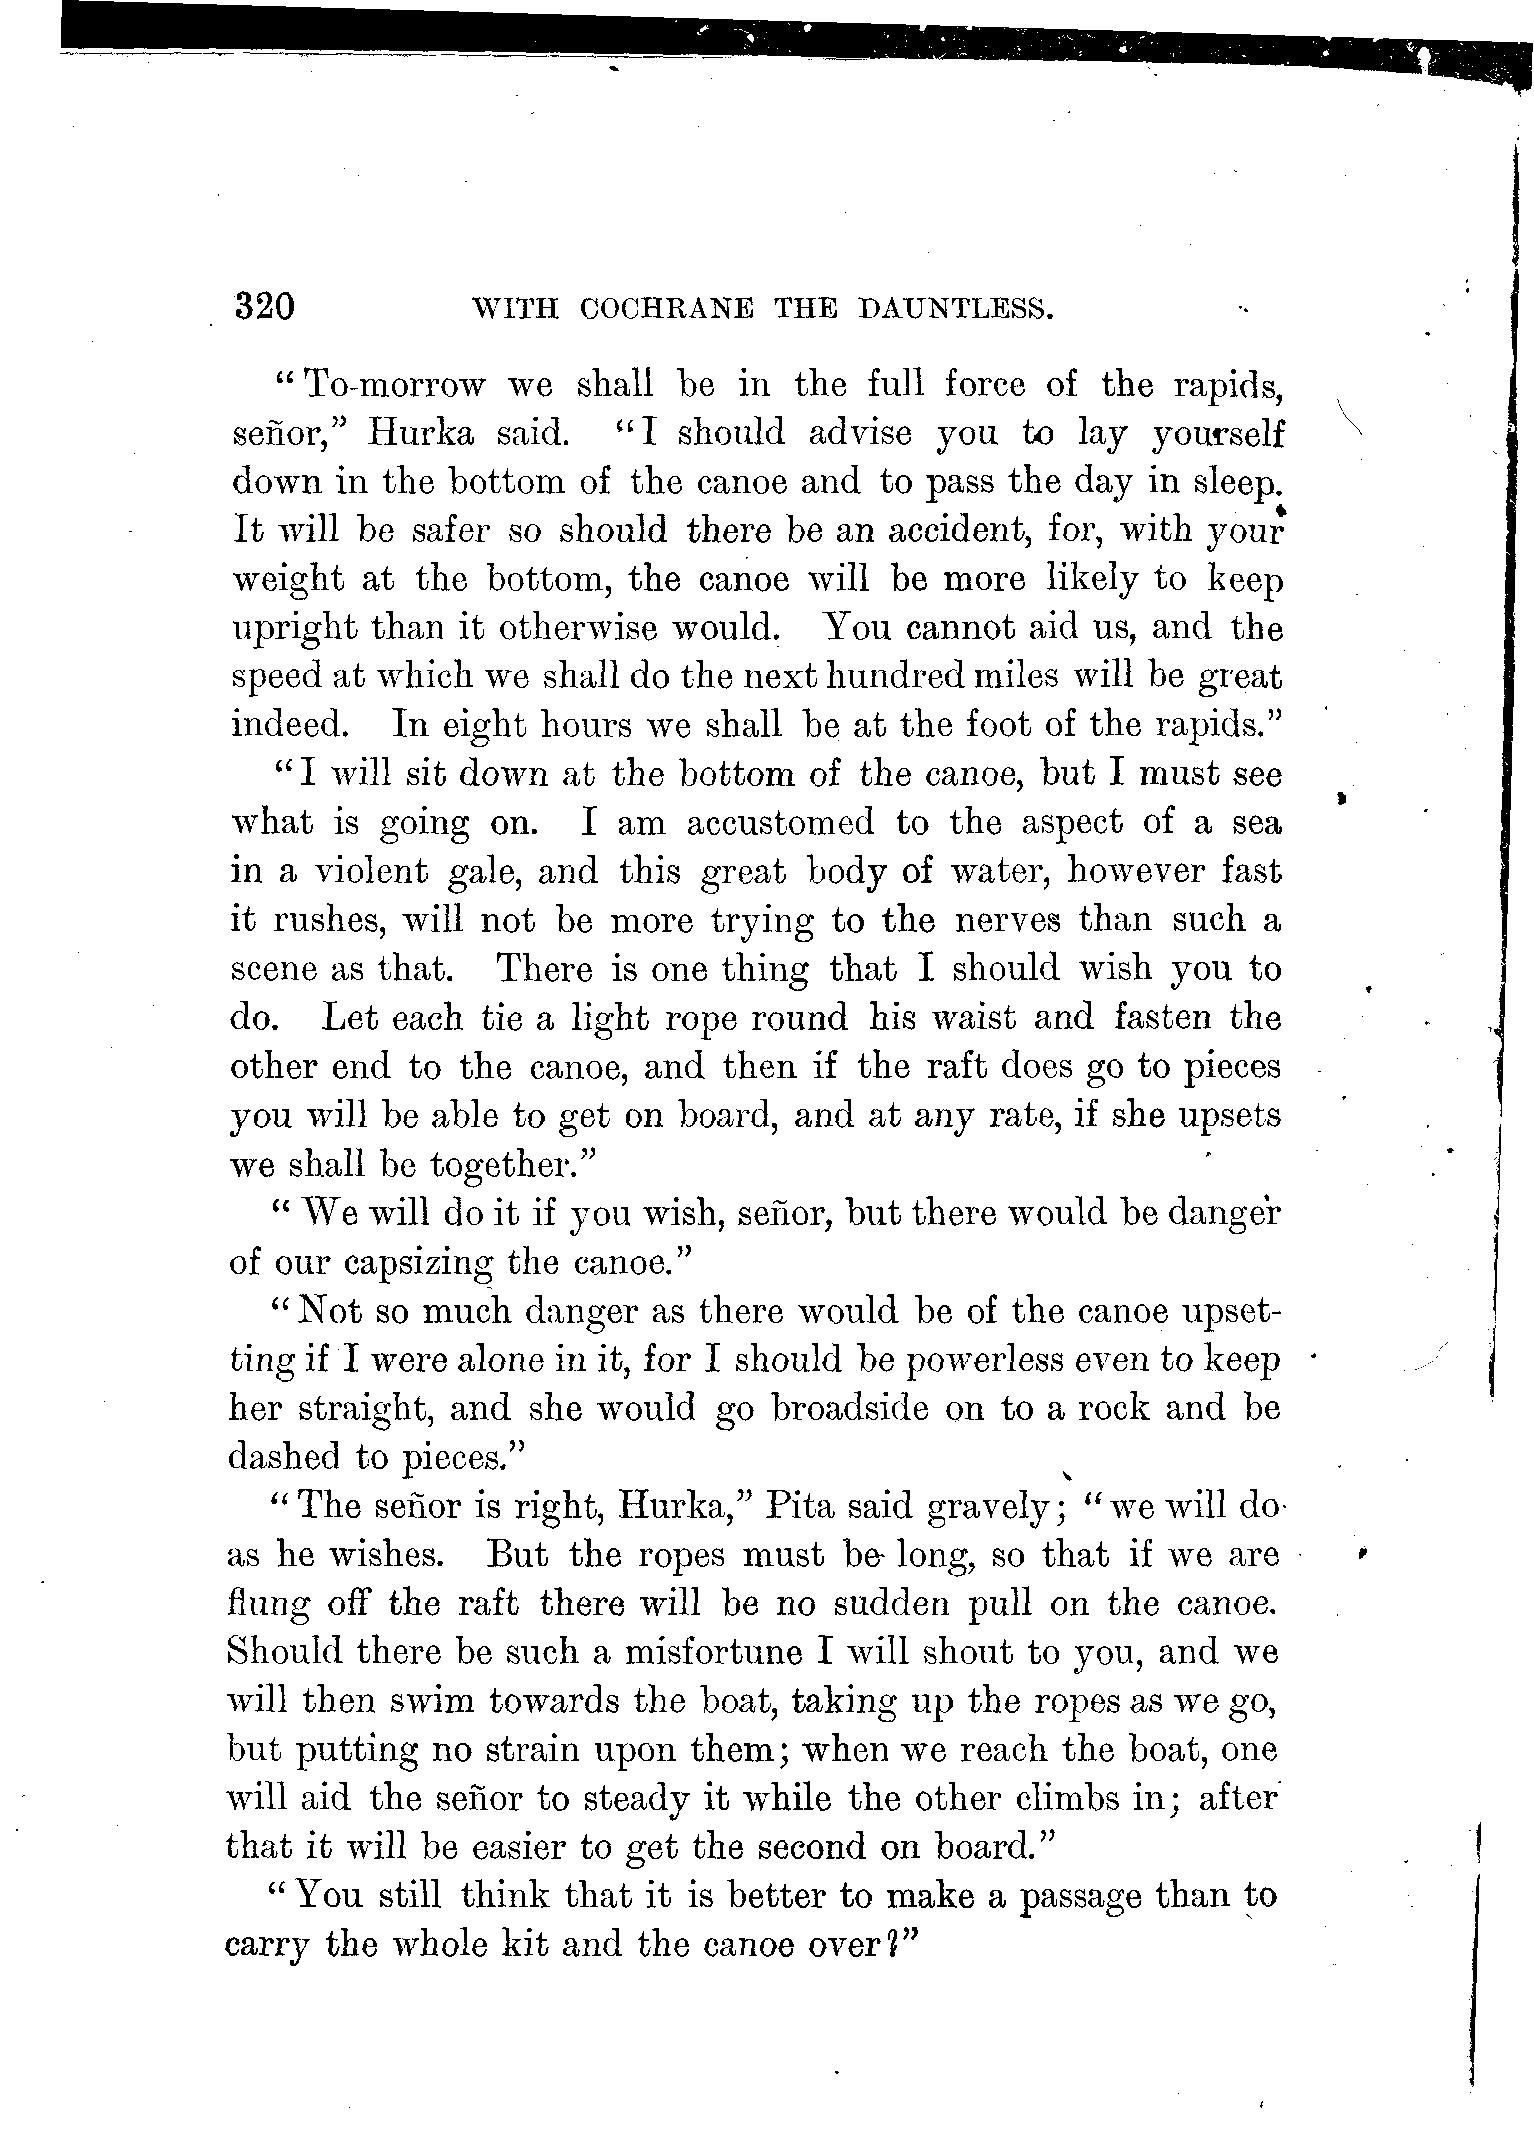 320 WITH COCHRANE THE DAUNTLESS.
“To-morrow we shall be in the full force of the rapids,
señor,” Hurka said. “I should advise you to lay yourself
down in the bottom of the canoe and to pass the day in sleep.
It will be safer so should there be an accident, for, with your
weight at the bottom, the canoe will be more likely to keep
upright than it otherwise would. You cannot aid us, and the
speed at which we shall do the next hundred miles will be great
indeed. In eight hours we shall be at the foot of the rapids.”
“I will sit down at the bottom of the canoe, but I must see
what is going on. I am accustomed to the aspect of a sea
in a violent gale, and this great body of water, however fast
it rushes, will not be more trying to the nerves than such a
scene as that. There is one thing that I should wish you to
do. Let each tie a light rope round his waist and fasten the
other end to the canoe, and then if the raft does go to pieces
you will be able to get on board, and at any rate, if she upsets
we shall be together.”
“We will do it if you wish, señor, but there would be danger
of our capsizing the canoe.”
“Not so much danger as there would be of the canoe upset-
ting if I were alone in it, for I should be powerless even to keep
her straight, and she would go broadside on to a rock and be
dashed to pieces.”
“The señor is right, Hurka,” Pita said gravely; “we will do
as he wishes. But the ropes must be long, so that if we are
flung off the raft there will be no sudden pull on the canoe.
Should there be such a misfortune I will shout to you, and we
will then swim towards the boat, taking up the ropes as we go,
but putting no strain upon them; when we reach the boat, one
will aid the señor to steady it while the other climbs in; after
that it will be easier to get the second on board.”
“You still think that it is better to make a passage than to
carry the whole kit and the canoe over?”